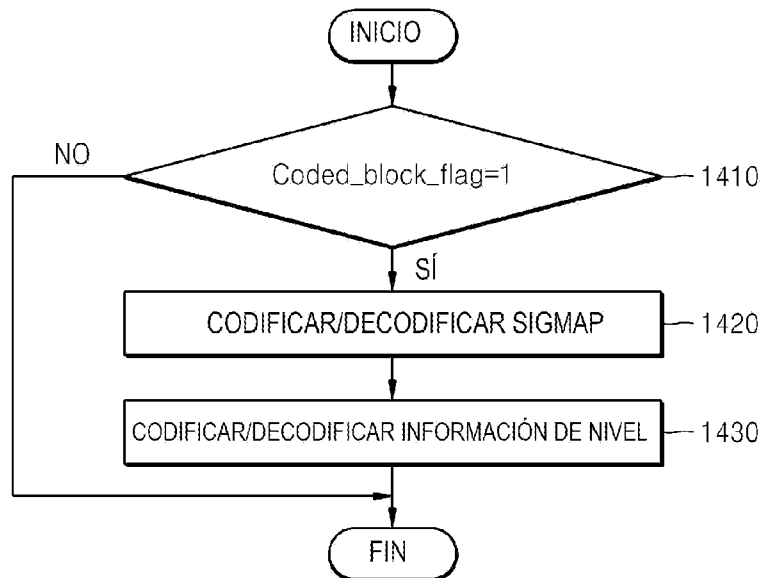 INICIO
NO
Coded_block_flag=1
1410
SÍ
CODIFICAR/DECODIFICAR SIGMAP
1420
CODIFICAR/DECODIFICAR INFORMACIÓN DE NIVEL
1430
FIN